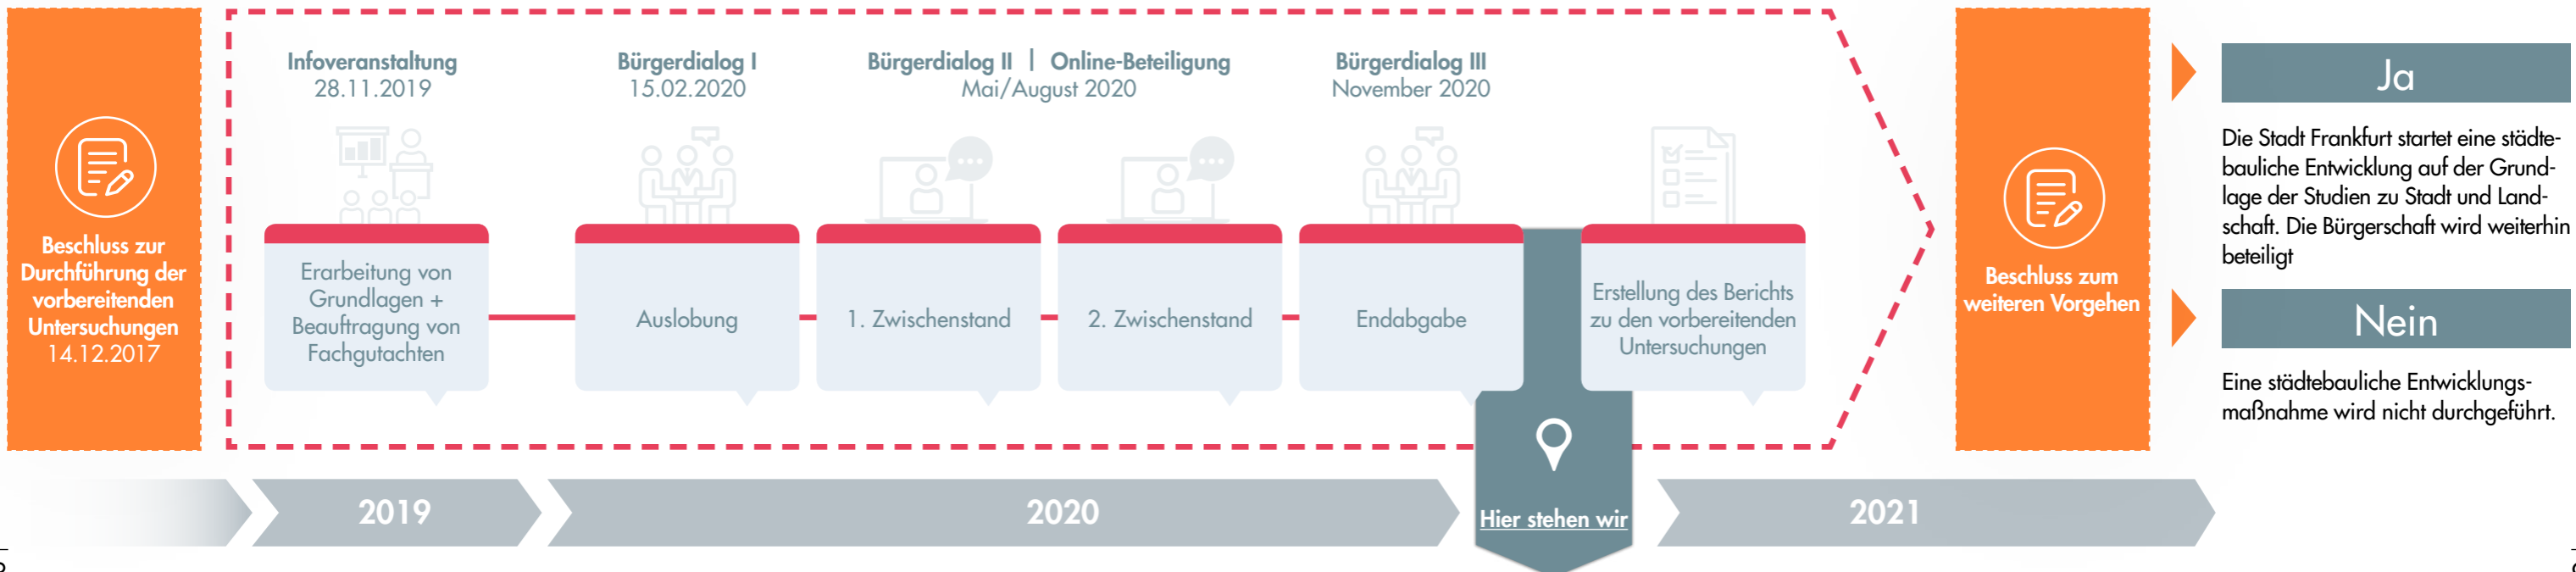 Beschluss zur
Durchführung der
vorbereitenden
Untersuchungen
14.12.2017
Infoveranstaltung
28.11.2019
Bürgerdialog I
15.02.2020
Bürgerdialog II | Online-Beteiligung
Mai/August 2020
Bürgerdialog III
November 2020
Erarbeitung von
Grundlagen +
Beauftragung von
Fachgutachten
Auslobung
1. Zwischenstand
2. Zwischenstand
Endabgabe
Erstellung des Berichts
zu den vorbereitenden
Untersuchungen
Beschluss zum
weiteren Vorgehen
Ja
Die Stadt Frankfurt startet eine städte-
bauliche Entwicklung auf der Grund-
lage der Studien zu Stadt und Land-
schaft. Die Bürgerschaft wird weiterhin
beteiligt
Nein
Eine städtebauliche Entwicklungs-
maßnahme wird nicht durchgeführt.
2019
2020
Hier stehen wir
2021